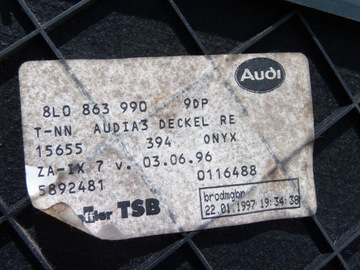 Audi
8L0 863 990 9DP
T-NN AUDIA3 DECKEL RE
15655 394 ONYX
ZA-IX 7 v. 03.06.96
5892481 0116488
TSB
brodmgbr
22.01.1997 19:34:38